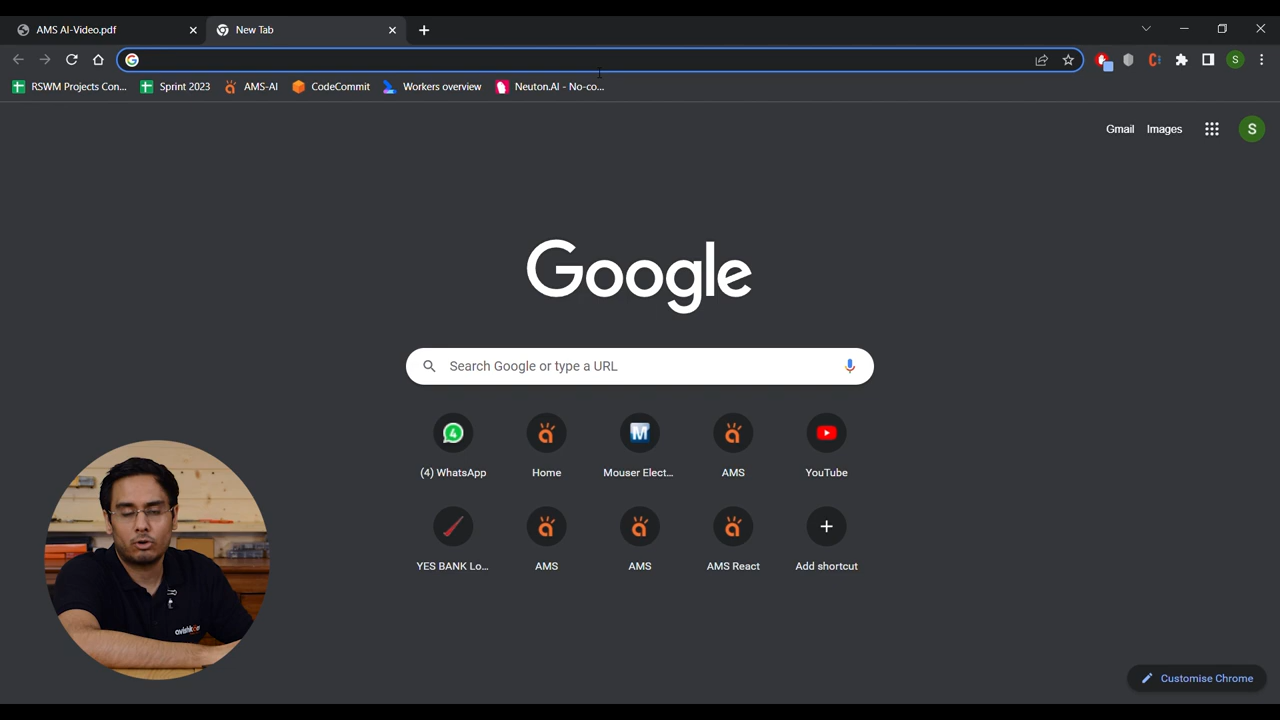 AMS AI-Video.pdf
New Tab
RSWM Projects Con...
Sprint 2023
AMS-AI
CodeCommit
Workers overview
Neuton.AI - No-co...
S
Gmail
Images
S
Google
Search Google or type a URL
4
M
(4) WhatsApp
Home
Mouser Elect...
AMS
YouTube
YES BANK Lo...
AMS
AMS
AMS React
Add shortcut
Customise Chrome